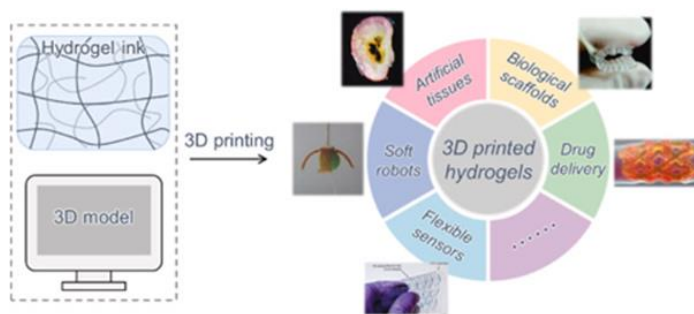 Hydrogel ink
3D model
3D printing
Artificial
tissues
Biological
scaffolds
Soft
robots
3D printed
hydrogels
Drug
delivery
Flexible
sensors
······